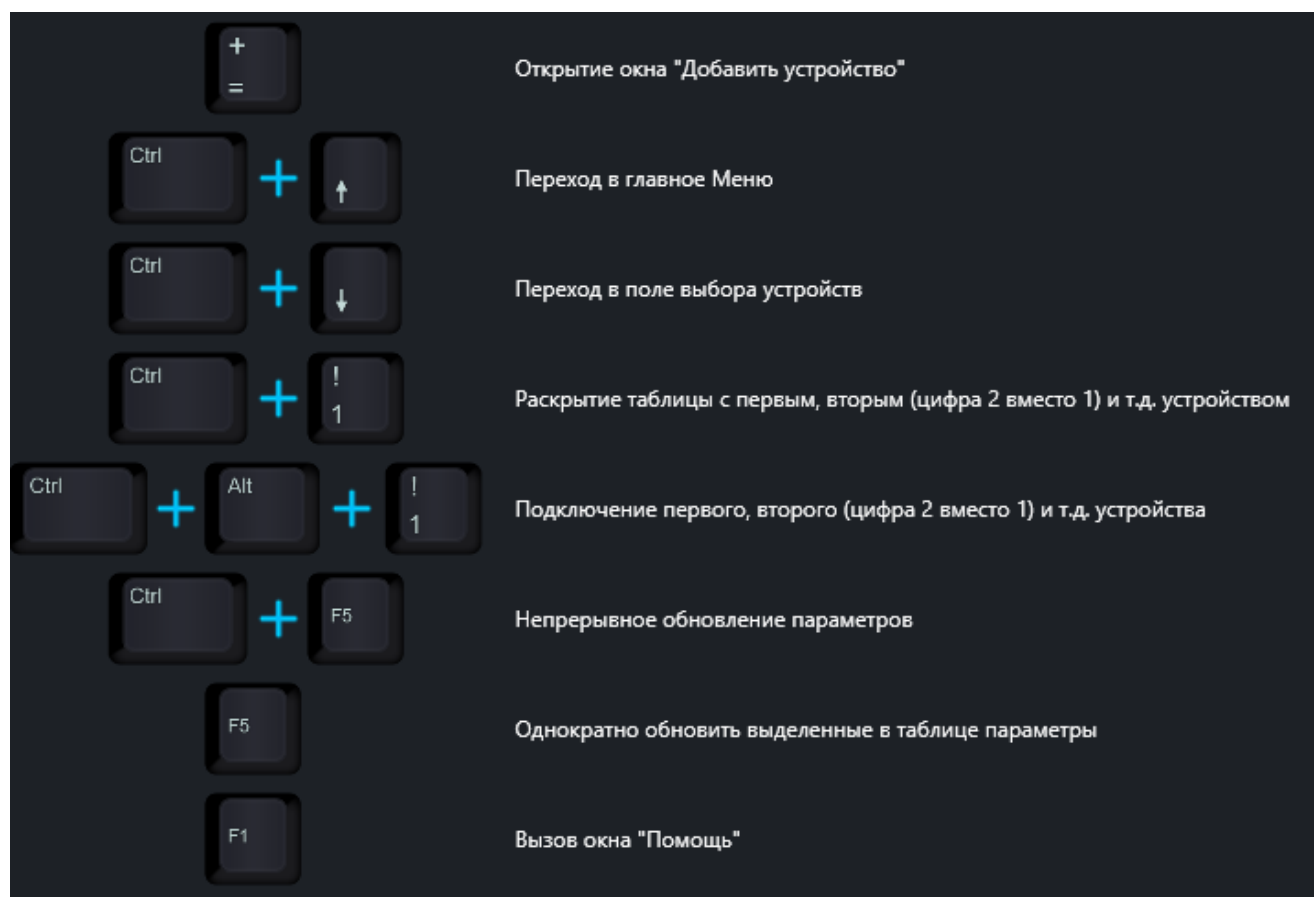 +
=
Открытие окна "Добавить устройство"
Ctrl + ↑ Переход в главное Меню
Ctrl + ↓ Переход в поле выбора устройств
Ctrl + ! 1 Раскрытие таблицы с первым, вторым (цифра 2 вместо 1) и т.д. устройством
Ctrl + Alt + ! 1 Подключение первого, второго (цифра 2 вместо 1) и т.д. устройства
Ctrl + F5 Непрерывное обновление параметров
F5 Однократно обновить выделенные в таблице параметры
F1 Вызов окна "Помощь"